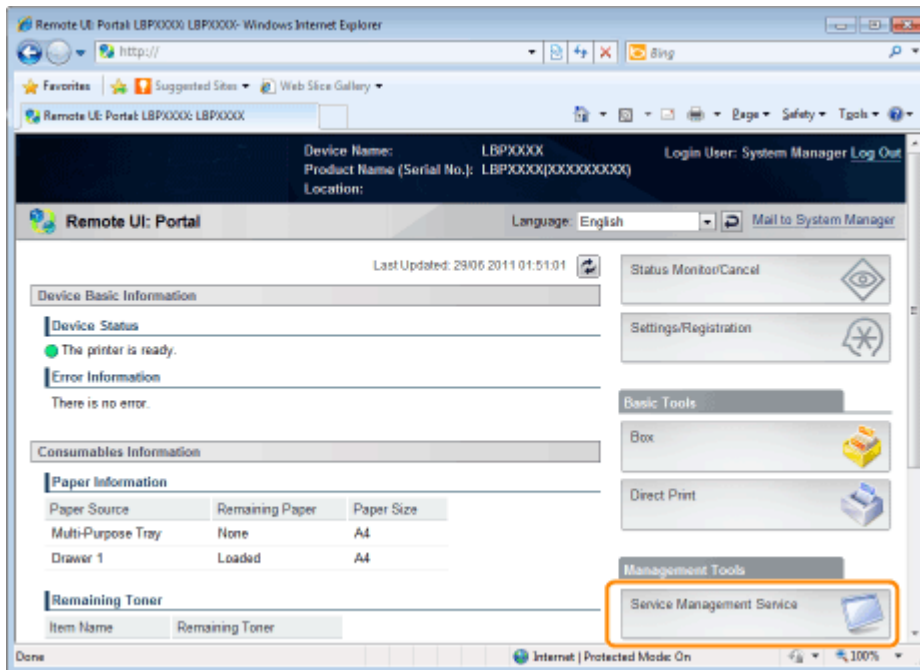 Remote UI: Portal: LBPXXXX: LBPXXXX - Windows Internet Explorer
http://
Bing
Favorites Suggested Sites Web Slice Gallery
Remote UI: Portal: LBPXXXX: LBPXXXX
Page Safety Tools
Device Name: LBPXXXX
Login User: System Manager Log Out
Product Name (Serial No.): LBPXXXX(XXXXXXXXXX)
Location:
Remote UI: Portal
Language: English
Mail to System Manager
Last Updated: 29/06 2011 01:51:01
Status Monitor/Cancel
Device Basic Information
Device Status
The printer is ready.
Settings/Registration
Error Information
There is no error.
Basic Tools
Box
Consumables Information
Paper Information
Paper Source Remaining Paper Paper Size
Direct Print
Multi-Purpose Tray None A4
Drawer 1 Loaded A4
Management Tools
Remaining Toner
Service Management Service
Item Name Remaining Toner
Done
Internet | Protected Mode: On
100%